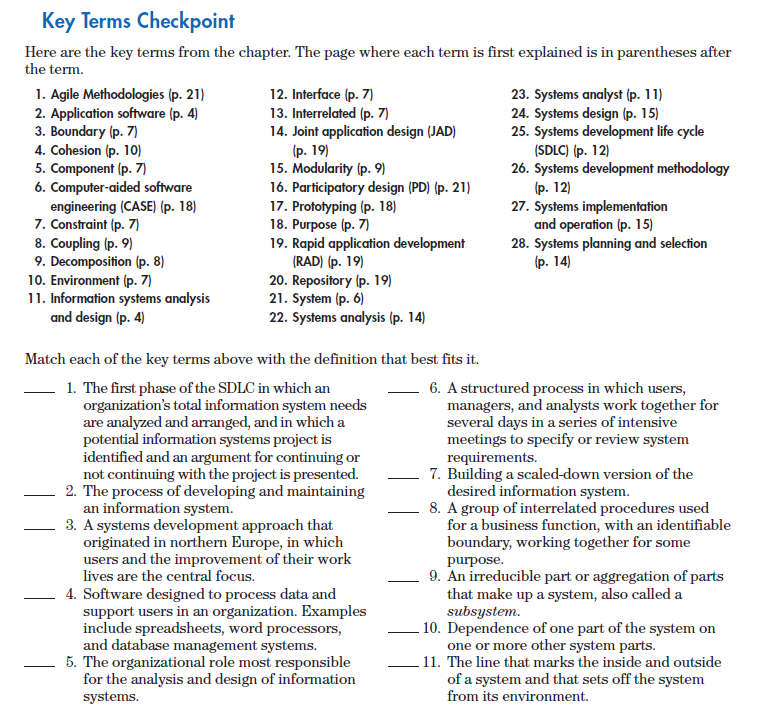 Key Terms Checkpoint
Here are the key terms from the chapter. The page where each term is first explained is in parentheses after
the term.
1. Agile Methodologies (p. 21)
2. Application software (p. 4)
3. Boundary (p. 7)
4. Cohesion (p. 10)
5. Component (p. 7)
6. Computer-aided software
engineering (CASE) (p. 18)
7. Constraint (p. 7)
8. Coupling (p. 9)
9. Decomposition (p. 8)
10. Environment (p. 7)
11. Information systems analysis
and design (p. 4)
12. Interface (p. 7)
13. Interrelated (p. 7)
14. Joint application design (JAD)
(p. 19)
15. Modularity (p. 9)
16. Participatory design (PD) (p. 21)
17. Prototyping (p. 18)
18. Purpose (p. 7)
19. Rapid application development
(RAD) (p. 19)
20. Repository (p. 19)
21. System (p. 6)
22. Systems analysis (p. 14)
23. Systems analyst (p. 11)
24. Systems design (p. 15)
25. Systems development life cycle
(SDLC) (p. 12)
26. Systems development methodology
(p. 12)
27. Systems implementation
and operation (p. 15)
28. Systems planning and selection
(p. 14)
Match each of the key terms above with the definition that best fits it.
____ 1. The first phase of the SDLC in which an
organization's total information system needs
are analyzed and arranged, and in which a
potential information systems project is
identified and an argument for continuing or
not continuing with the project is presented.
____ 2. The process of developing and maintaining
an information system.
____ 3. A systems development approach that
originated in northern Europe, in which
users and the improvement of their work
lives are the central focus.
____ 4. Software designed to process data and
support users in an organization. Examples
include spreadsheets, word processors,
and database management systems.
____ 5. The organizational role most responsible
for the analysis and design of information
systems.
____ 6. A structured process in which users,
managers, and analysts work together for
several days in a series of intensive
meetings to specify or review system
requirements.
____ 7. Building a scaled-down version of the
desired information system.
____ 8. A group of interrelated procedures used
for a business function, with an identifiable
boundary, working together for some
purpose.
____ 9. An irreducible part or aggregation of parts
that make up a system, also called a
subsystem.
____ 10. Dependence of one part of the system on
one or more other system parts.
____ 11. The line that marks the inside and outside
of a system and that sets off the system
from its environment.